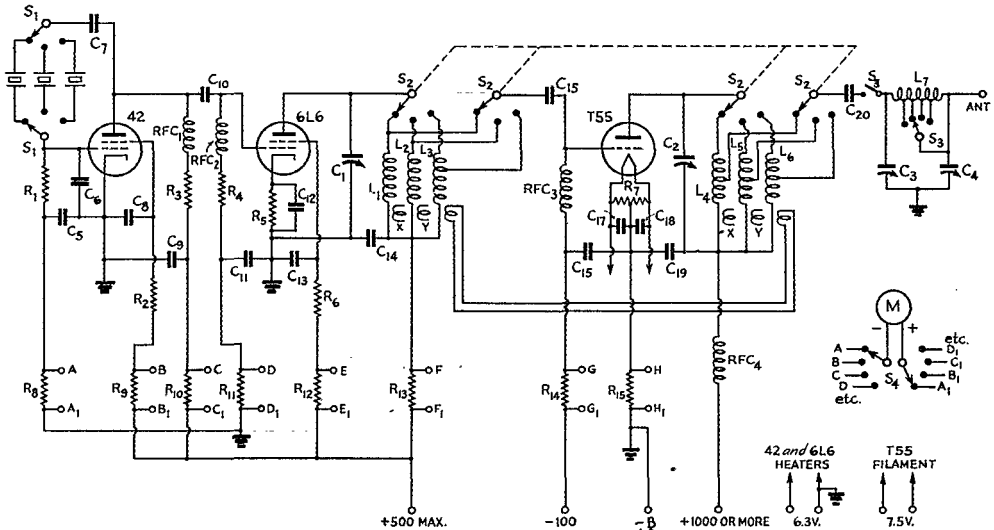 S1
C7
42
C10
6L6
S2
S2
C15
T55
S2
S2
C20
S3
L7
ANT
S3
S1
RFC1
RFC2
C1
L2
L3
C2
L5
L6
C3
C4
R1
C6
R3
R4
C12
L1
RFC3
R7
L4
C5
C8
R5
X
Y
C17
C18
X
Y
C9
C11
C13
C14
C15
C19
R2
R6
M
- +
RFC4
A
B
C
D
etc.
S4
etc.
D1
C1
B1
A1
R8
A
A1
R9
B
B1
R10
C
C1
R11
D
D1
R12
E
E1
R13
F
F1
R14
G
G1
R15
H
H1
42 and 6L6
HEATERS
T55
FILAMENT
+500 MAX.
-100
-B
+1000 OR MORE
6.3V.
7.5V.